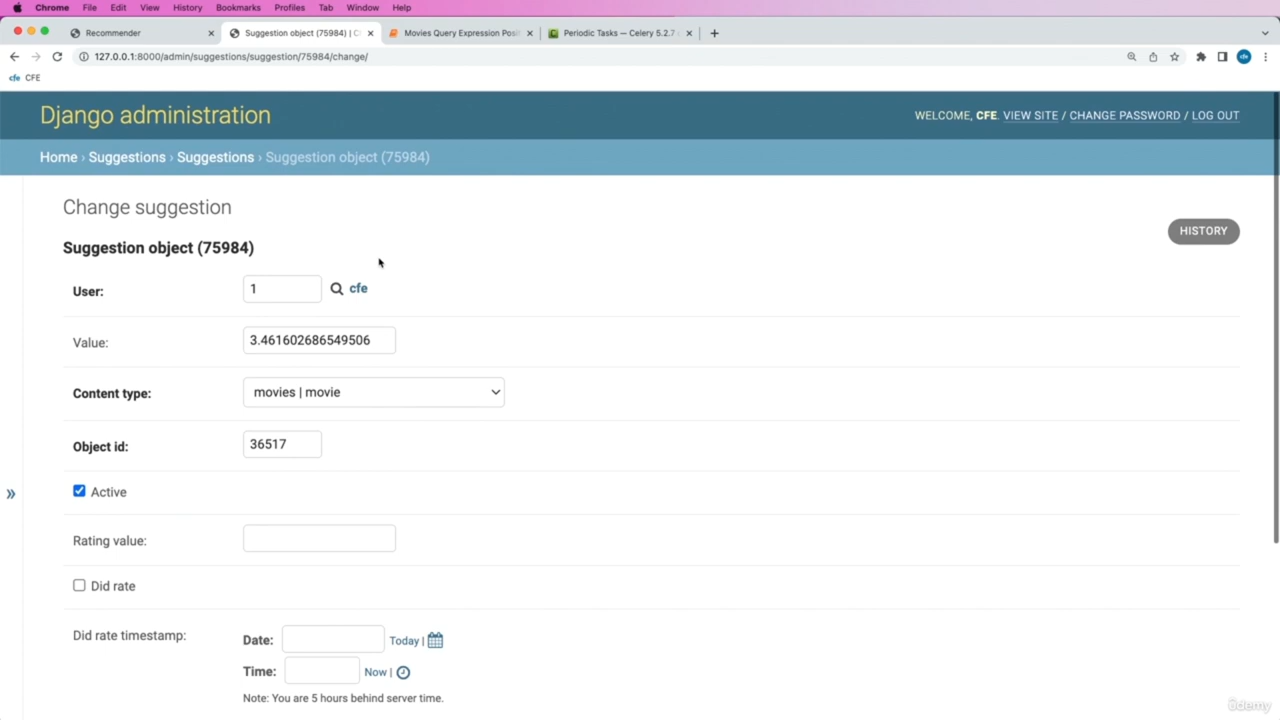 Chrome File Edit View History Bookmarks Profiles Tab Window Help
Recommender Suggestion object (75984) | C Movies Query Expression Posi Periodic Tasks — Celery 5.2.7
127.0.0.1:8000/admin/suggestions/suggestion/75984/change/
cfe CFE
Django administration WELCOME, CFE. VIEW SITE / CHANGE PASSWORD / LOG OUT
Home › Suggestions › Suggestions › Suggestion object (75984)
Change suggestion
HISTORY
Suggestion object (75984)
User: 1 cfe
Value: 3.461602686549506
Content type: movies | movie
Object id: 36517
» Active
Rating value:
Did rate
Did rate timestamp: Date: Today |
Time: Now |
Note: You are 5 hours behind server time.
ûdemy